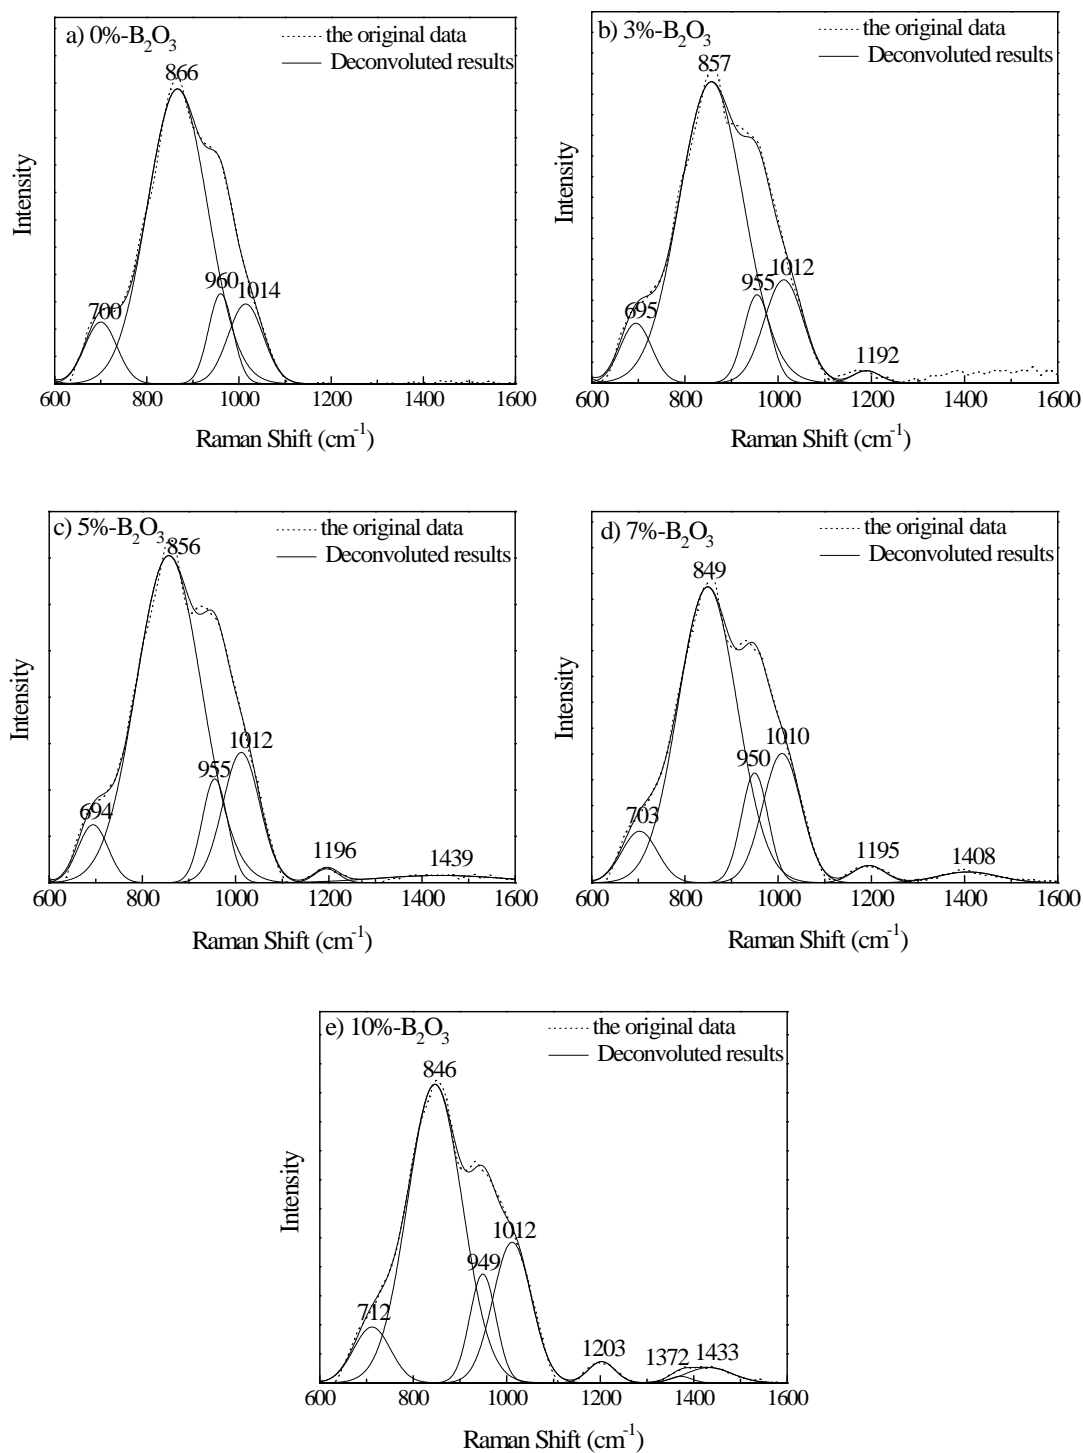 a) 0%-B₂O₃
the original data
Deconvoluted results
866
700
960
1014
Intensity
600 800 1000 1200 1400 1600
Raman Shift (cm⁻¹)
b) 3%-B₂O₃
the original data
Deconvoluted results
857
695
955
1012
1192
Intensity
600 800 1000 1200 1400 1600
Raman Shift (cm⁻¹)
c) 5%-B₂O₃
the original data
Deconvoluted results
856
694
955
1012
1196
1439
Intensity
600 800 1000 1200 1400 1600
Raman Shift (cm⁻¹)
d) 7%-B₂O₃
the original data
Deconvoluted results
849
703
950
1010
1195
1408
Intensity
600 800 1000 1200 1400 1600
Raman Shift (cm⁻¹)
e) 10%-B₂O₃
the original data
Deconvoluted results
846
712
949
1012
1203
1372
1433
Intensity
600 800 1000 1200 1400 1600
Raman Shift (cm⁻¹)